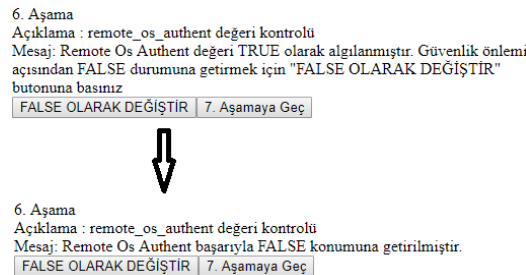 6. Aşama
Açıklama : remote_os_authent değeri kontrolü
Mesaj: Remote Os Authent değeri TRUE olarak algılanmıştır. Güvenlik önlemi
açısından FALSE durumuna getirmek için "FALSE OLARAK DEĞİŞTİR"
butonuna basınız
FALSE OLARAK DEĞİŞTİR 7. Aşamaya Geç
6. Aşama
Açıklama : remote_os_authent değeri kontrolü
Mesaj: Remote Os Authent başarıyla FALSE konumuna getirilmiştir.
FALSE OLARAK DEĞİŞTİR 7. Aşamaya Geç